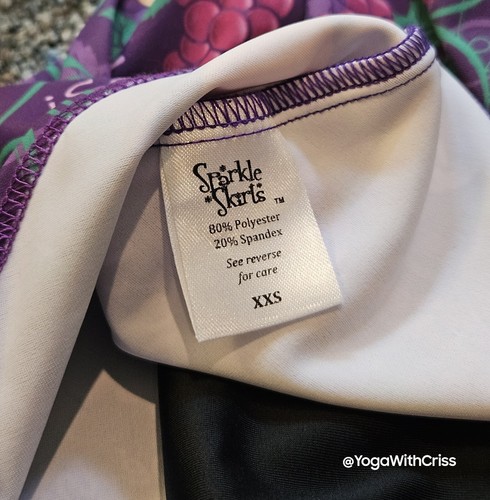 Sparkle
Skirts ™
80% Polyester
20% Spandex
See reverse
for care
XXS
@YogaWithCriss